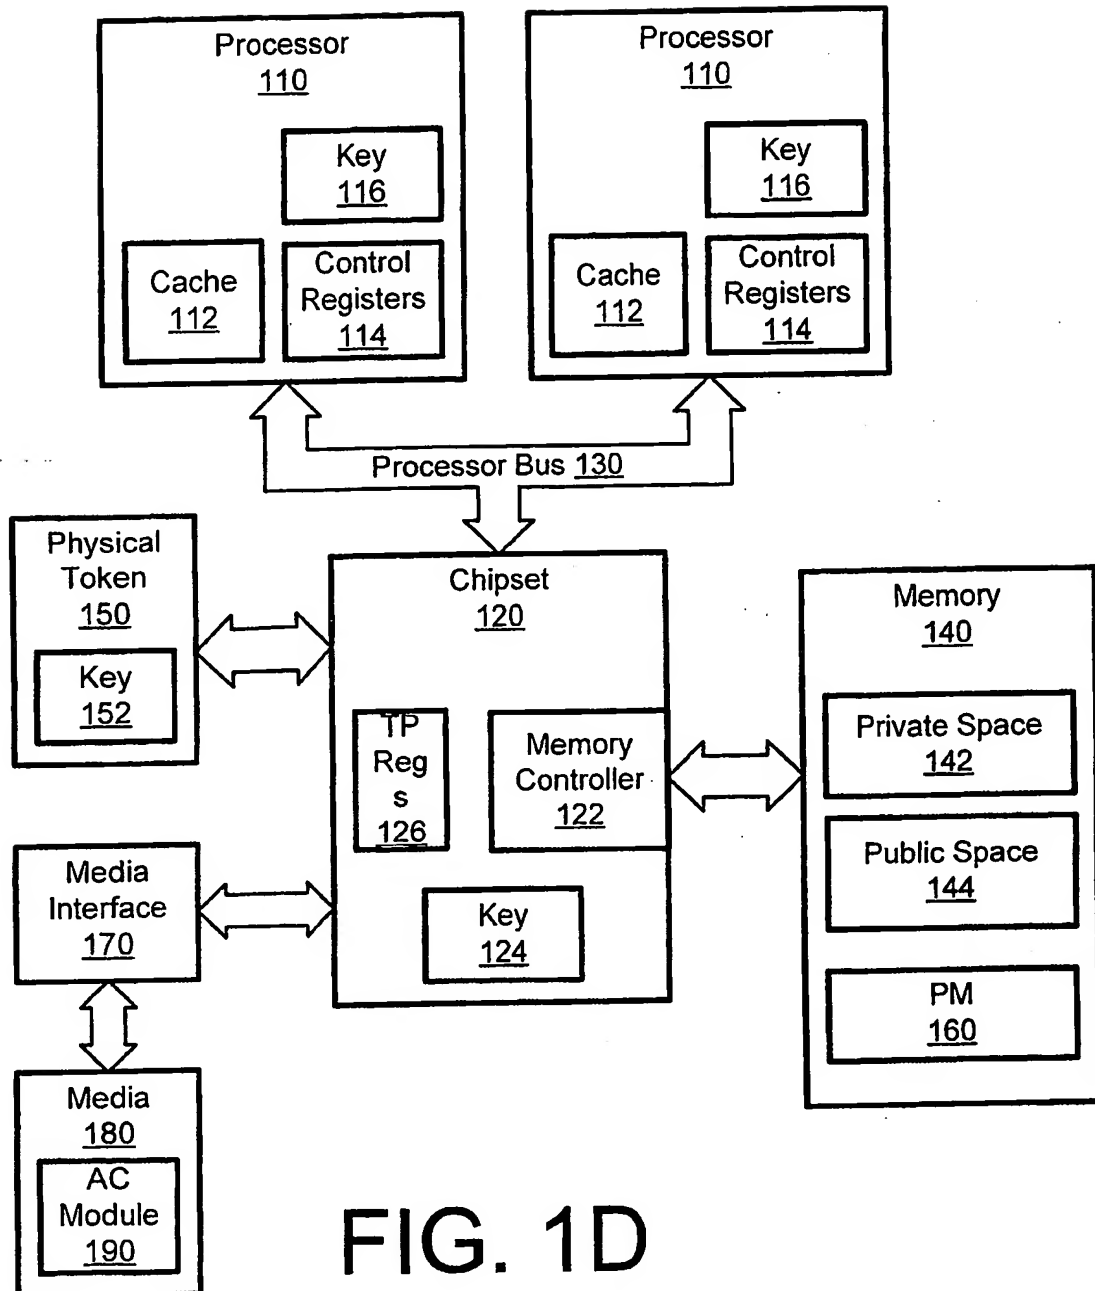 Processor
110
Key
116
Cache
112
Control
Registers
114
Processor
110
Key
116
Cache
112
Control
Registers
114
Processor Bus 130
Physical
Token
150
Key
152
Chipset
120
TP
Reg
s
126
Memory
Controller
122
Key
124
Memory
140
Private Space
142
Public Space
144
PM
160
Media
Interface
170
Media
180
AC
Module
190
FIG. 1D